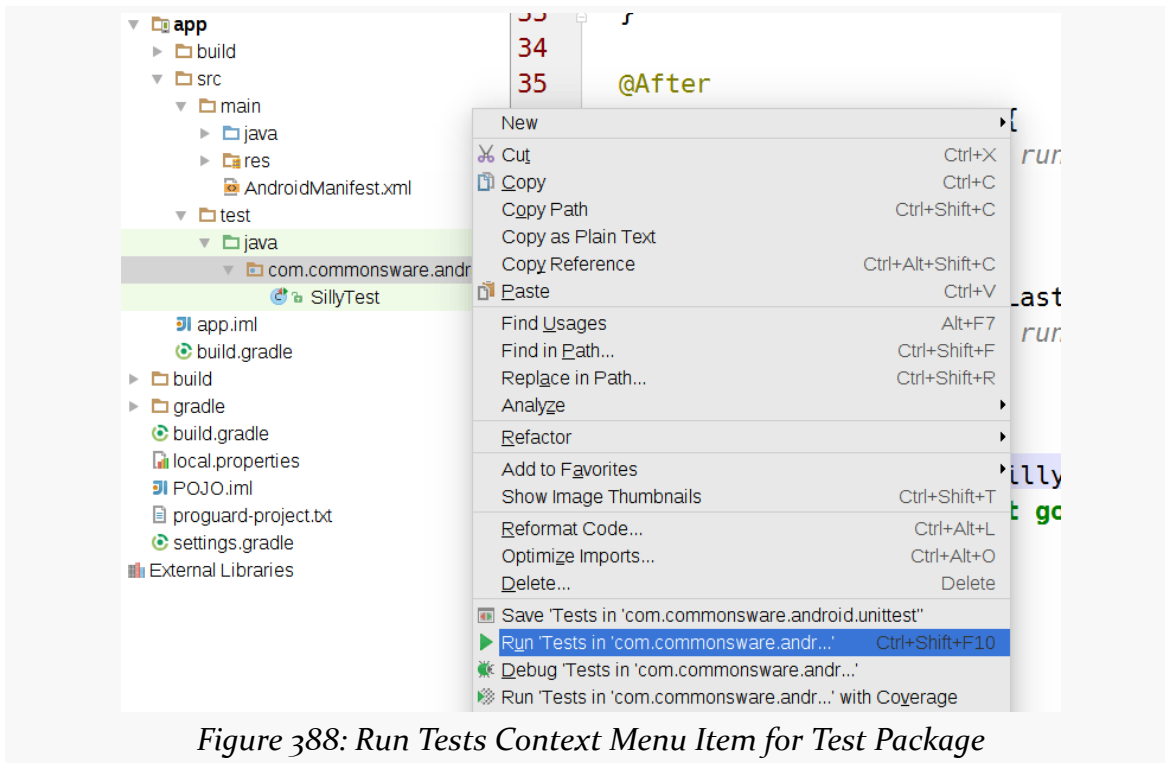 app
build
src
main
java
res
AndroidManifest.xml
test
java
com.commonsware.andr
SillyTest
app.iml
build.gradle
build
gradle
build.gradle
local.properties
POJO.iml
proguard-project.txt
settings.gradle
External Libraries
}
34
35 @After
{
run
Last
run
illy
t go
New
Cut Ctrl+X
Copy Ctrl+C
Copy Path Ctrl+Shift+C
Copy as Plain Text
Copy Reference Ctrl+Alt+Shift+C
Paste Ctrl+V
Find Usages Alt+F7
Find in Path... Ctrl+Shift+F
Replace in Path... Ctrl+Shift+R
Analyze
Refactor
Add to Favorites
Show Image Thumbnails Ctrl+Shift+T
Reformat Code... Ctrl+Alt+L
Optimize Imports... Ctrl+Alt+O
Delete... Delete
Save 'Tests in 'com.commonsware.android.unittest''
Run 'Tests in 'com.commonsware.andr...' Ctrl+Shift+F10
Debug 'Tests in 'com.commonsware.andr...'
Run 'Tests in 'com.commonsware.andr...' with Coverage
Figure 388: Run Tests Context Menu Item for Test Package